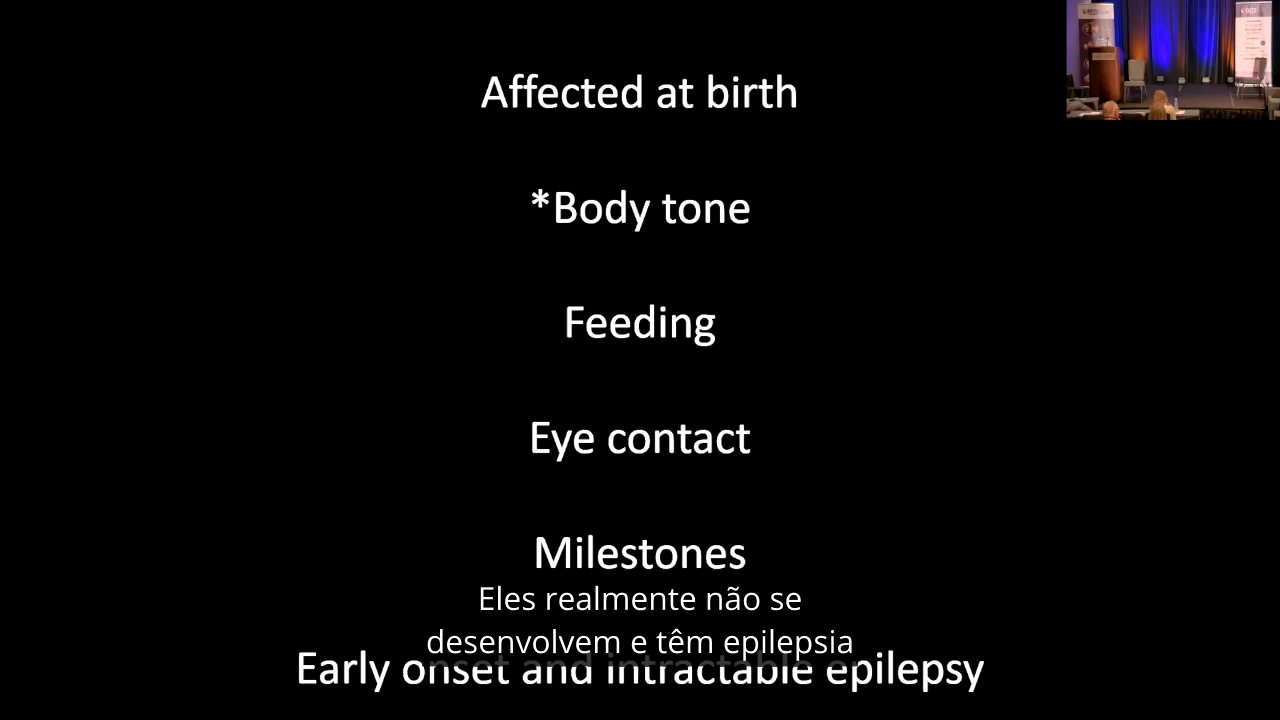 Affected at birth
*Body tone
Feeding
Eye contact
Milestones
Eles realmente não se
desenvolvem e têm epilepsia
Early onset and intractable epilepsy